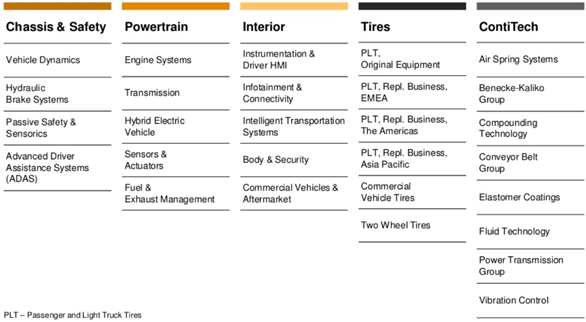 Chassis & Safety
Vehicle Dynamics
Hydraulic
Brake Systems
Passive Safety &
Sensorics
Advanced Driver
Assistance Systems
(ADAS)
Powertrain
Engine Systems
Transmission
Hybrid Electric
Vehicle
Sensors &
Actuators
Fuel &
Exhaust Management
Interior
Instrumentation &
Driver HMI
Infotainment &
Connectivity
Intelligent Transportation
Systems
Body & Security
Commercial Vehicles &
Aftermarket
Tires
PLT,
Original Equipment
PLT, Repl. Business,
EMEA
PLT, Repl. Business,
The Americas
PLT, Repl. Business,
Asia Pacific
Commercial
Vehicle Tires
Two Wheel Tires
ContiTech
Air Spring Systems
Benecke-Kaliko
Group
Compounding
Technology
Conveyor Belt
Group
Elastomer Coatings
Fluid Technology
Power Transmission
Group
Vibration Control
PLT – Passenger and Light Truck Tires